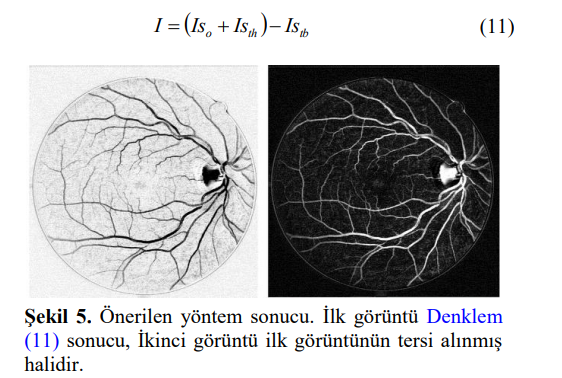 I = (Is_o + Is_th) − Is_tb (11)
Şekil 5. Önerilen yöntem sonucu. İlk görüntü Denklem
(11) sonucu, İkinci görüntü ilk görüntünün tersi alınmış
halidir.